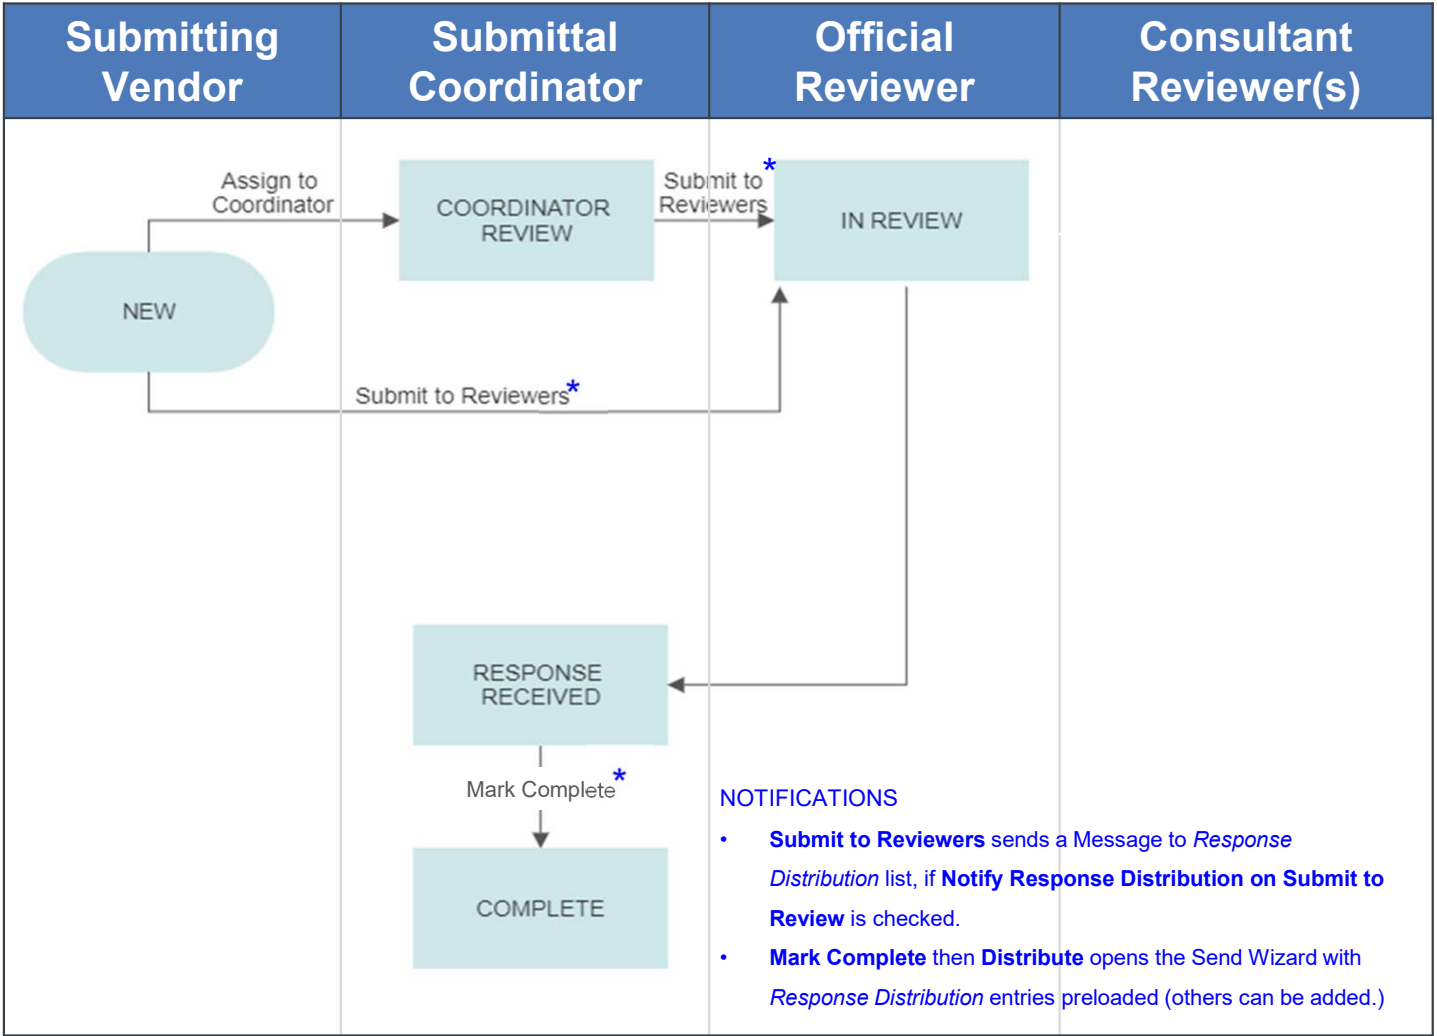 Submitting
Vendor
Submittal
Coordinator
Official
Reviewer
Consultant
Reviewer(s)
Assign to
Coordinator
COORDINATOR
REVIEW
Submit to*
Reviewers
IN REVIEW
NEW
Submit to Reviewers*
RESPONSE
RECEIVED
Mark Complete*
COMPLETE
NOTIFICATIONS
• Submit to Reviewers sends a Message to Response
Distribution list, if Notify Response Distribution on Submit to
Review is checked.
• Mark Complete then Distribute opens the Send Wizard with
Response Distribution entries preloaded (others can be added.)